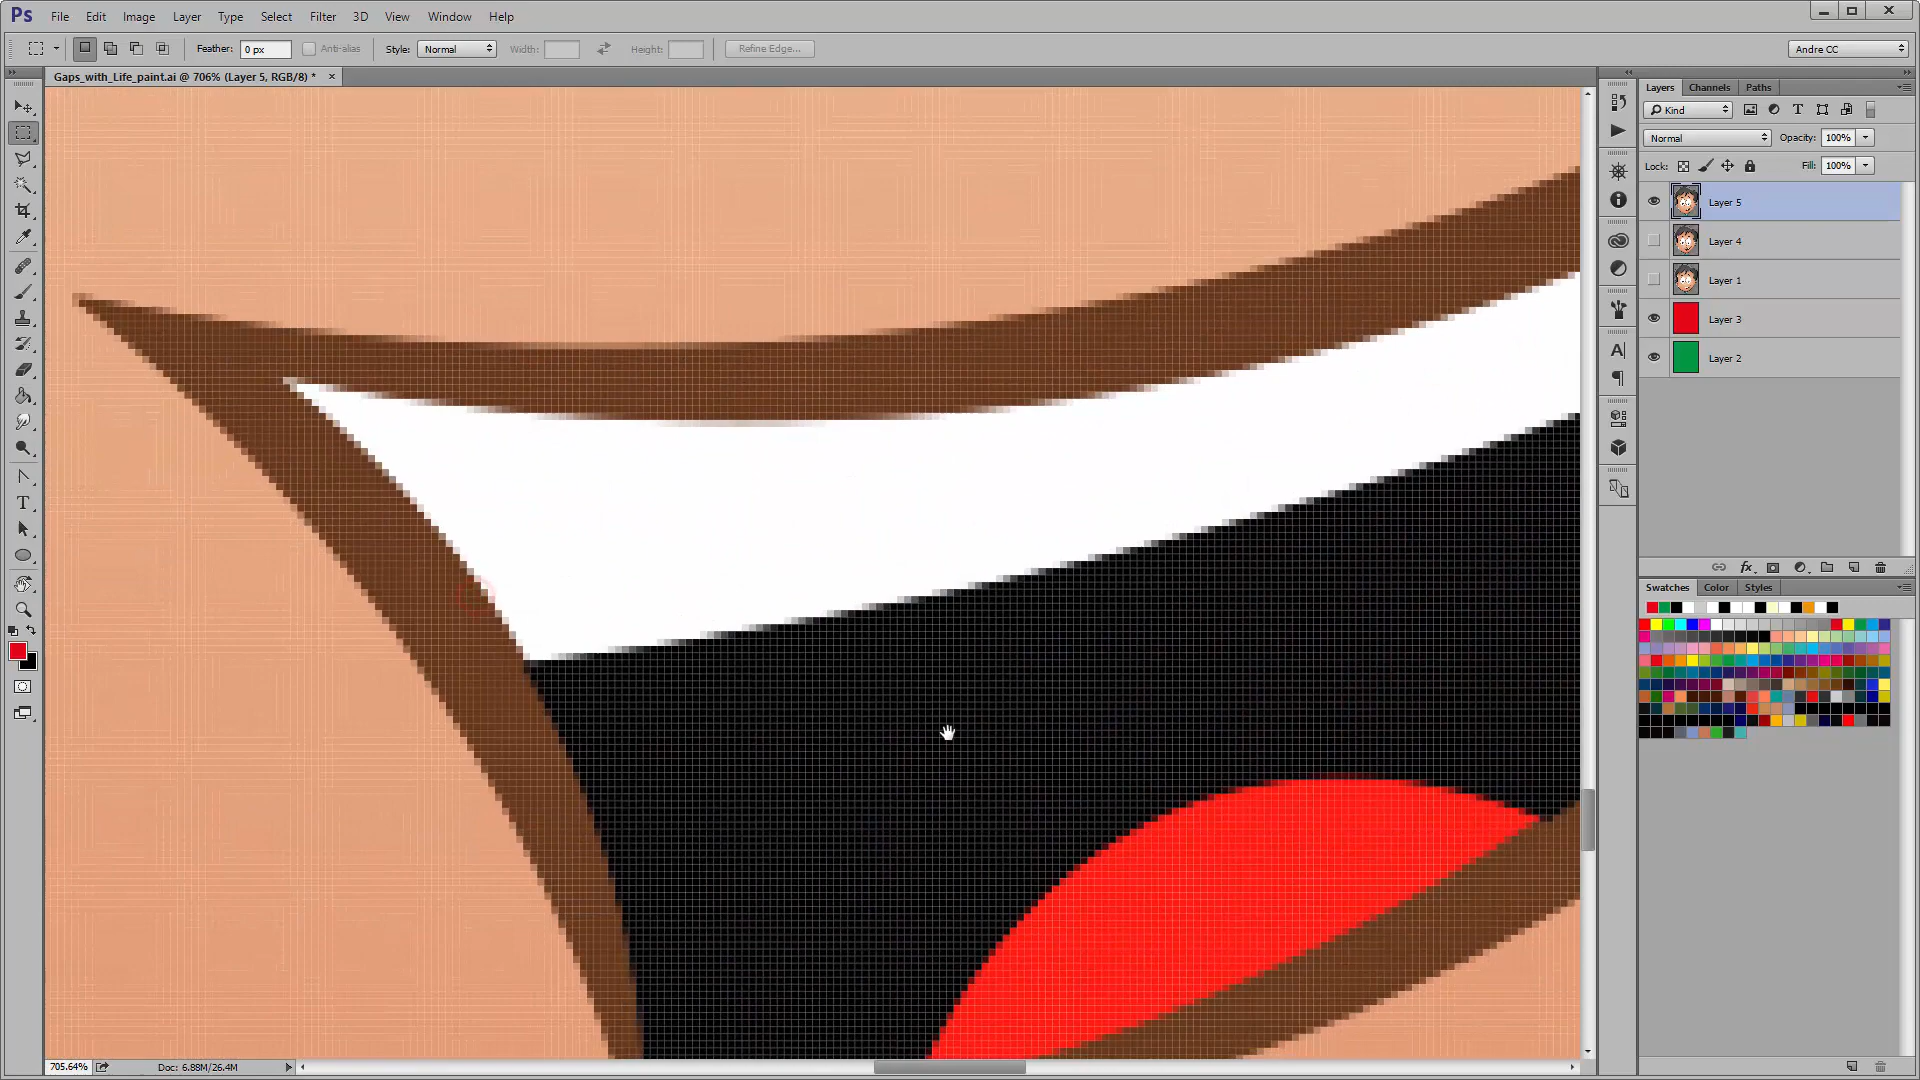 Ps File Edit Image Layer Type Select Filter 3D View Window Help
Feather: 0 px Anti-alias Style: Normal Width: Height: Refine Edge... Andre CC
Gaps_with_Life_paint.ai @ 706% (Layer 5, RGB/8) * ×
Layers Channels Paths
Kind
Normal Opacity: 100%
Lock: Fill: 100%
Layer 5
Layer 4
Layer 1
Layer 3
Layer 2
Swatches Color Styles
705.64% Doc: 6.88M/26.4M